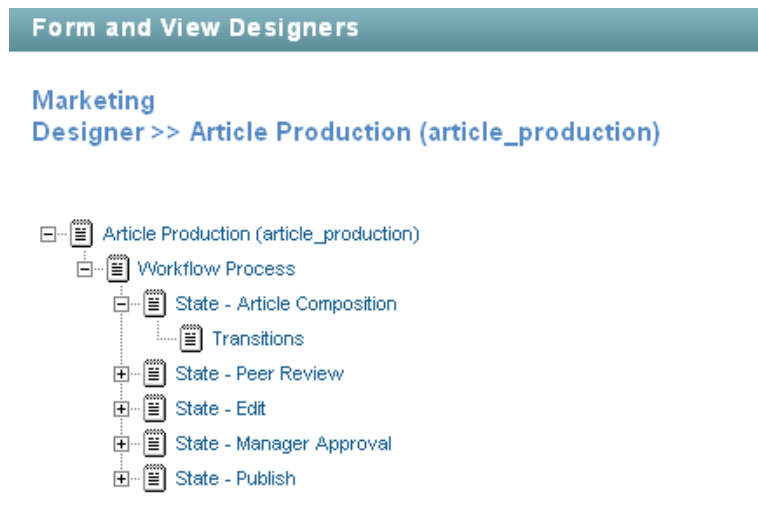 Form and View Designers
Marketing
Designer >> Article Production (article_production)
Article Production (article_production)
Workflow Process
State - Article Composition
Transitions
State - Peer Review
State - Edit
State - Manager Approval
State - Publish